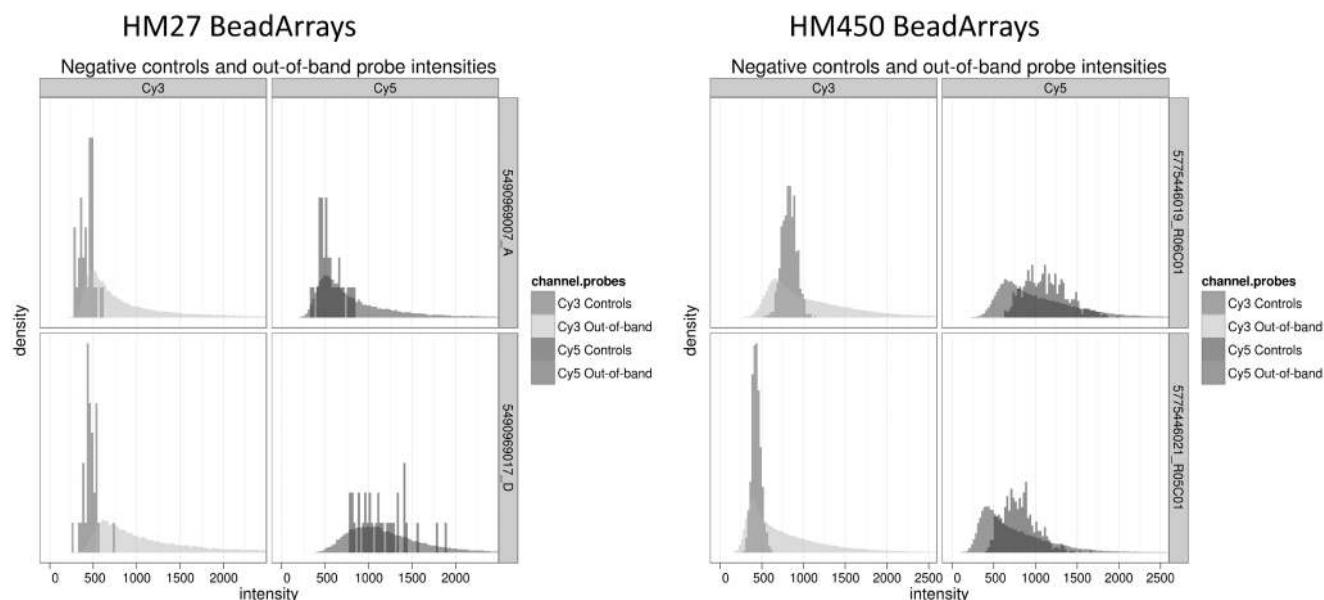 HM27 BeadArrays
Negative controls and out-of-band probe intensities
Cy3
Cy5
5490969007_A
5490969017_D
density
0 500 1000 1500 2000
0 500 1000 1500 2000
intensity
channel.probes
Cy3 Controls
Cy3 Out-of-band
Cy5 Controls
Cy5 Out-of-band
HM450 BeadArrays
Negative controls and out-of-band probe intensities
Cy3
Cy5
5775446019_R06C01
5775446021_R05C01
density
0 500 1000 1500 2000 2500
0 500 1000 1500 2000 2500
intensity
channel.probes
Cy3 Controls
Cy3 Out-of-band
Cy5 Controls
Cy5 Out-of-band